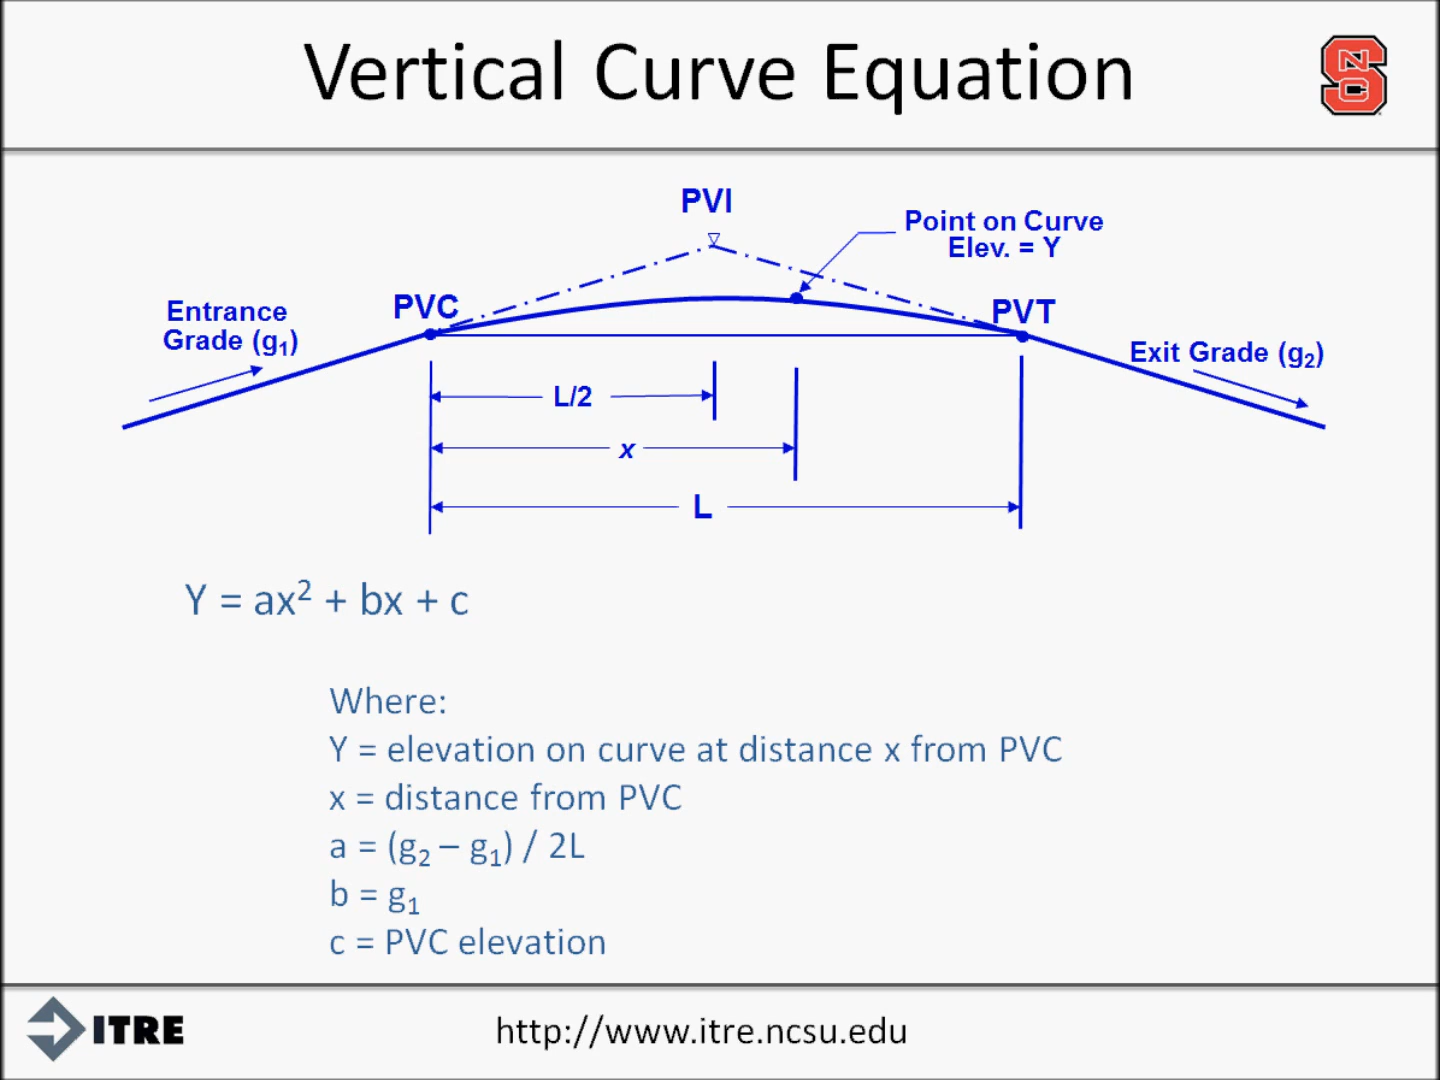 Vertical Curve Equation
NC S
PVI
Point on Curve
Elev. = Y
Entrance
Grade (g₁)
PVC
PVT
Exit Grade (g₂)
L/2
x
L
Y = ax² + bx + c
Where:
Y = elevation on curve at distance x from PVC
x = distance from PVC
a = (g₂ – g₁) / 2L
b = g₁
c = PVC elevation
ITRE
http://www.itre.ncsu.edu